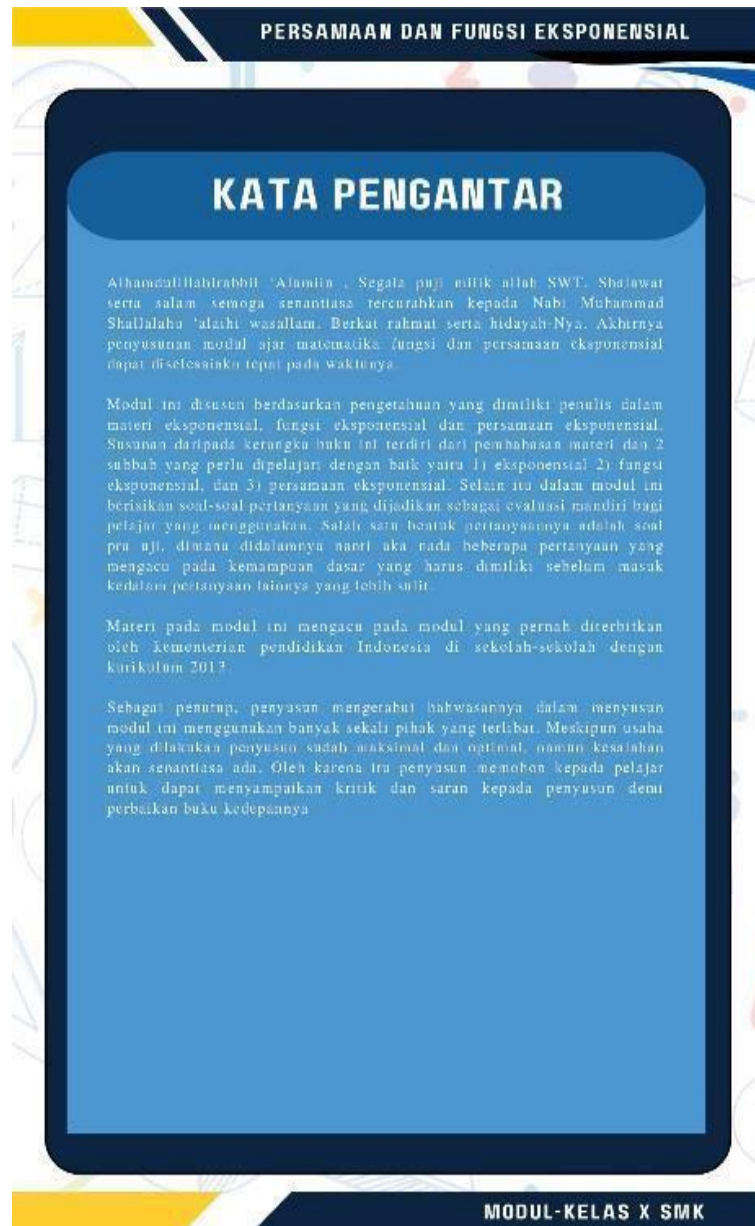 PERSAMAAN DAN FUNGSI EKSPONENSIAL
KATA PENGANTAR
Alhamdulillahirabbil 'Alamiin , Segala puji milik allah SWT. Shalawat
serta salam semoga senantiasa tercurahkan kepada Nabi Muhammad
Shallalahu 'alaihi wasallam. Berkat rahmat serta hidayah-Nya. Akhirnya
penyusunan modul ajar matematika fungsi dan persamaan eksponensial
dapat diselesaiakn tepat pada waktunya.
Modul ini disusun berdasarkan pengetahuan yang dimiliki penulis dalam
materi eksponensial, fungsi eksponensial dan persamaan eksponensial.
Susunan daripada kerangka buku ini terdiri dari pembahasan materi dan 2
subbab yang perlu dipelajari dengan baik yaitu 1) eksponensial 2) fungsi
eksponensial, dan 3) persamaan eksponensial. Selain itu dalam modul ini
berisikan soal-soal pertanyaan yang dijadikan sebagai evaluasi mandiri bagi
pelajar yang menggunakan. Salah satu bentuk pertanyaannya adalah soal
pra uji, dimana didalamnya nanti aka nada beberapa pertanyaan yang
mengacu pada kemampuan dasar yang harus dimiliki sebelum masuk
kedalam pertanyaan lainnya yang lebih sulit.
Materi pada modul ini mengacu pada modul yang pernah diterbitkan
oleh kementerian pendidikan Indonesia di sekolah-sekolah dengan
kurikulum 2013.
Sebagai penutup, penyusun mengetahui bahwasannya dalam menyusun
modul ini menggunakan banyak sekali pihak yang terlibat. Meskipun usaha
yang dilakukan penyusun sudah maksimal dan optimal, namun kesalahan
akan senantiasa ada. Oleh karena itu penyusun memohon kepada pelajar
untuk dapat menyampaikan kritik dan saran kepada penyusun demi
perbaikan buku kedepannya
MODUL-KELAS X SMK